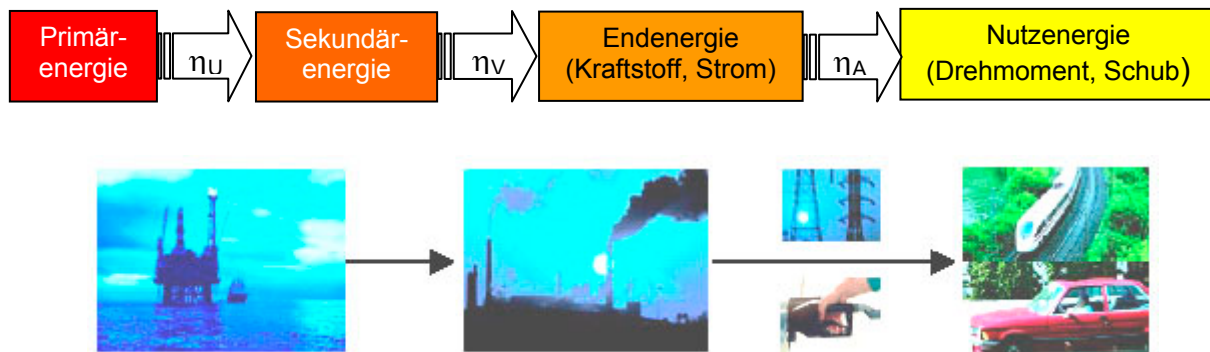 Primär-
energie
ηU
Sekundär-
energie
ηV
Endenergie
(Kraftstoff, Strom)
ηA
Nutzenergie
(Drehmoment, Schub)